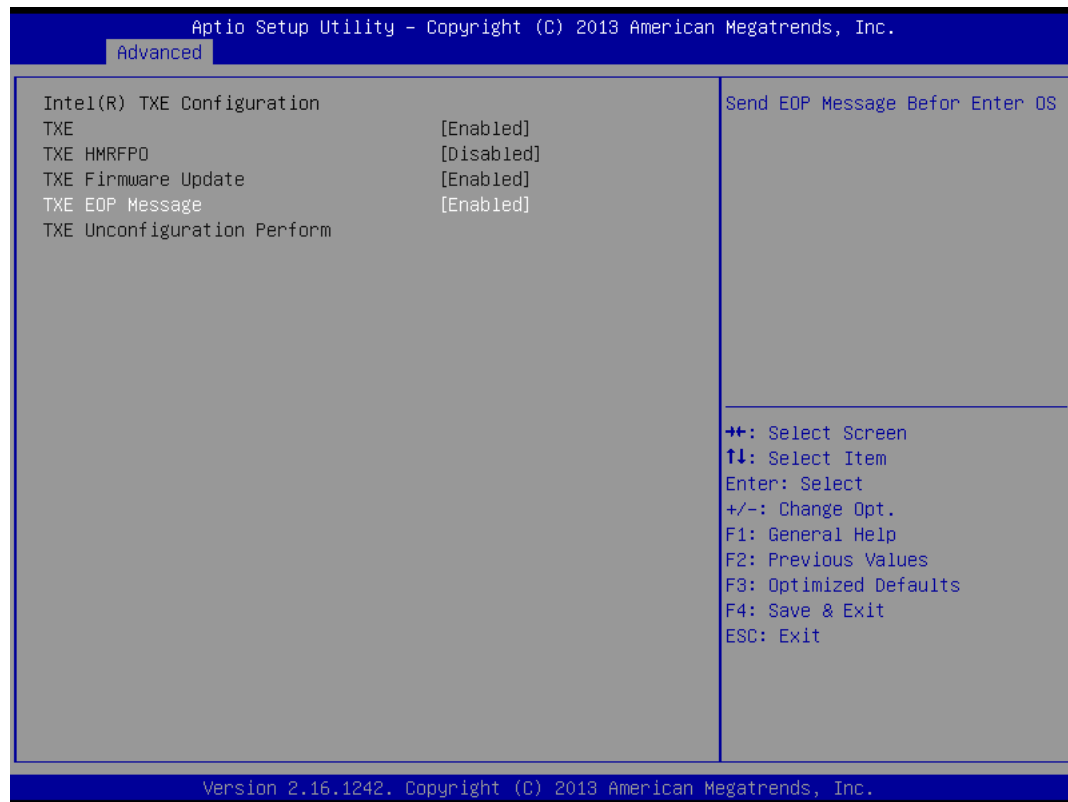 Aptio Setup Utility – Copyright (C) 2013 American Megatrends, Inc.
Advanced
Intel(R) TXE Configuration
TXE [Enabled]
TXE HMRFPO [Disabled]
TXE Firmware Update [Enabled]
TXE EOP Message [Enabled]
TXE Unconfiguration Perform
Send EOP Message Befor Enter OS
→←: Select Screen
↑↓: Select Item
Enter: Select
+/-: Change Opt.
F1: General Help
F2: Previous Values
F3: Optimized Defaults
F4: Save & Exit
ESC: Exit
Version 2.16.1242. Copyright (C) 2013 American Megatrends, Inc.